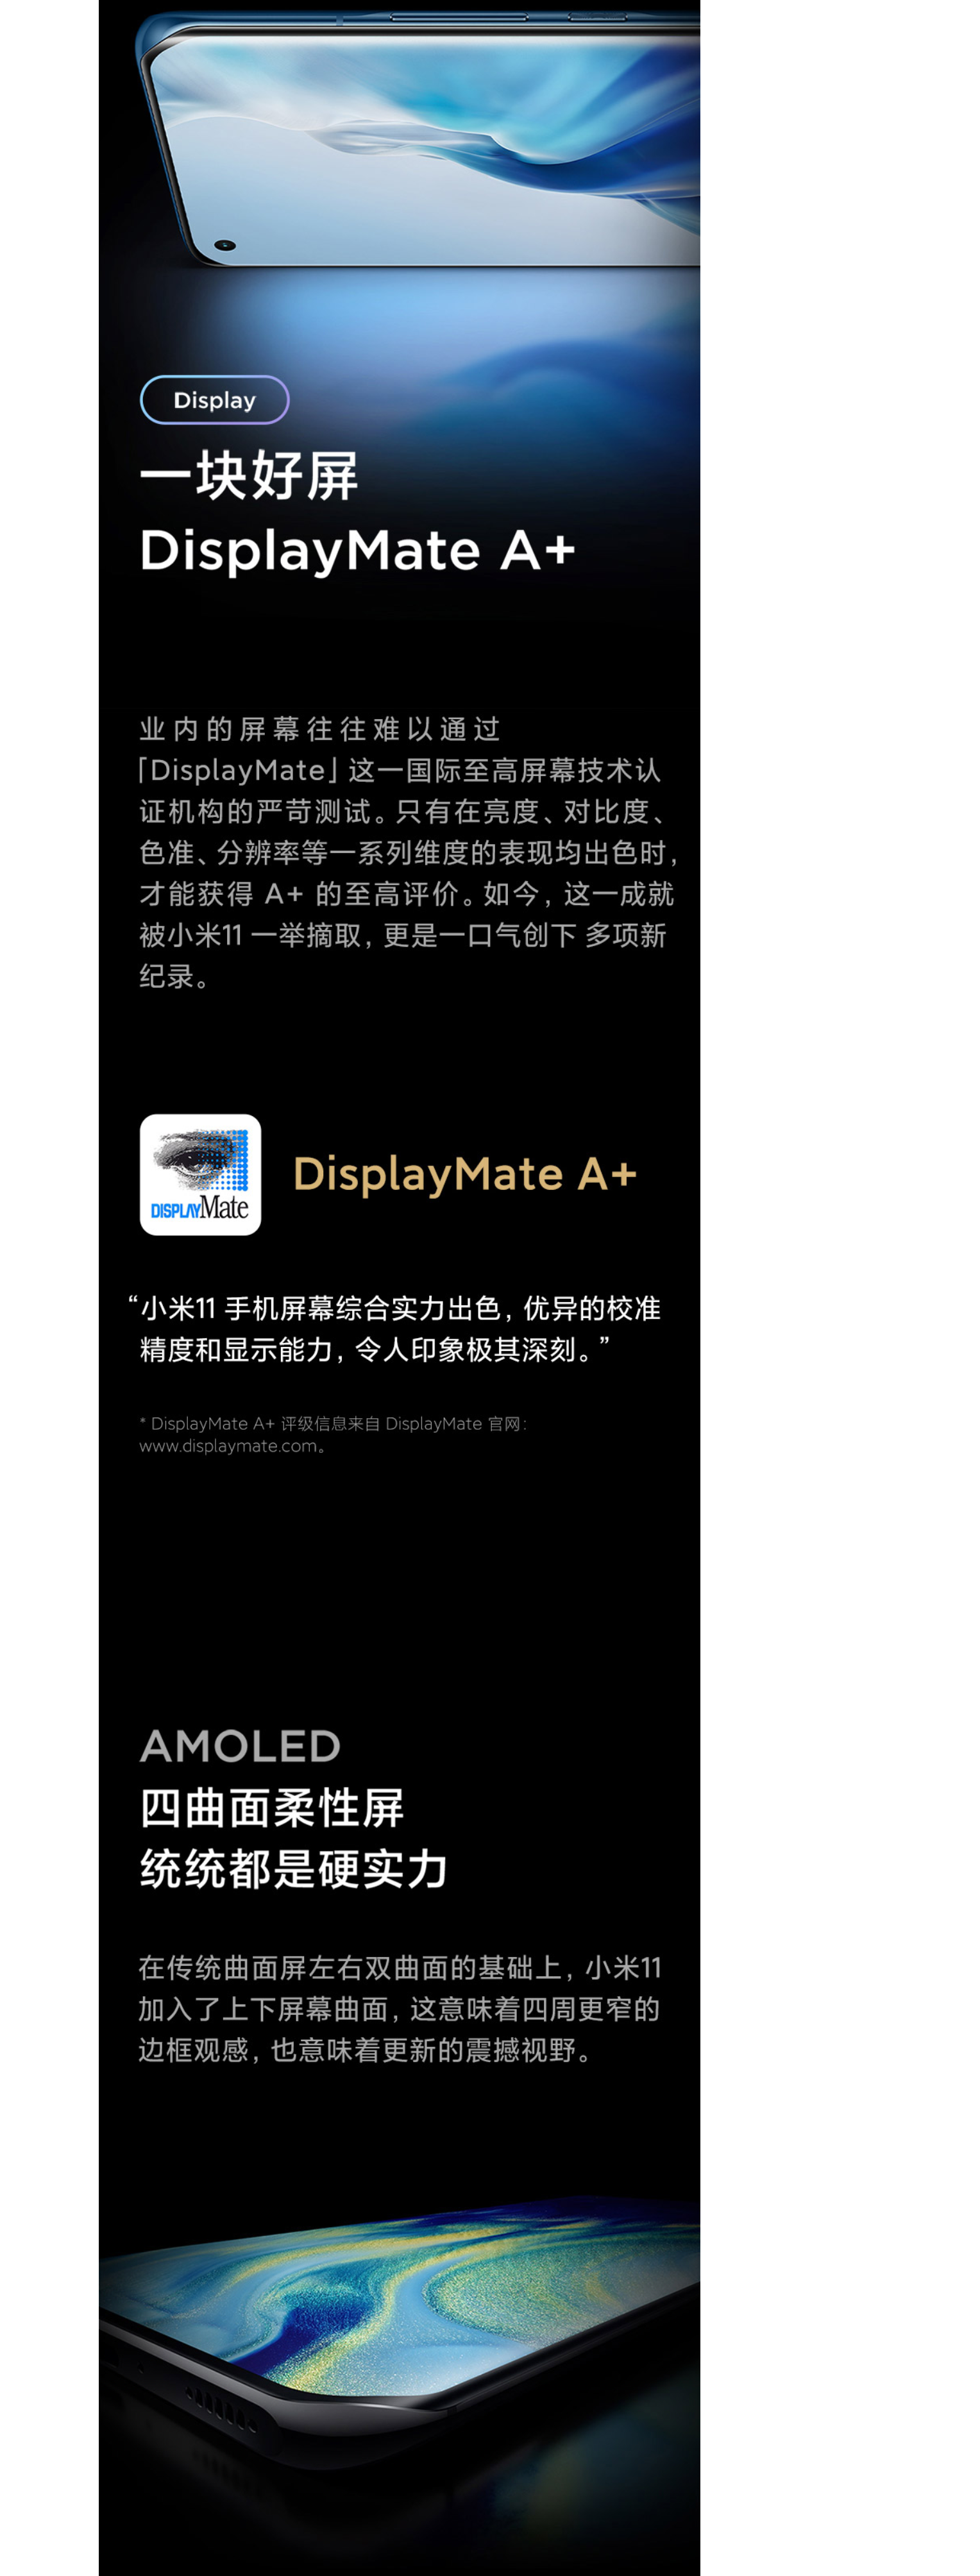 Display
一块好屏
DisplayMate A+
业内的屏幕往往难以通过
「DisplayMate」这一国际至高屏幕技术认
证机构的严苛测试。只有在亮度、对比度、
色准、分辨率等一系列维度的表现均出色时,
才能获得 A+ 的至高评价。如今, 这一成就
被小米11 一举摘取, 更是一口气创下 多项新
纪录。
DISPLAYMate
DisplayMate A+
“小米11 手机屏幕综合实力出色, 优异的校准
精度和显示能力, 令人印象极其深刻。”
* DisplayMate A+ 评级信息来自 DisplayMate 官网:
www.displaymate.com。
AMOLED
四曲面柔性屏
统统都是硬实力
在传统曲面屏左右双曲面的基础上, 小米11
加入了上下屏幕曲面, 这意味着四周更窄的
边框观感, 也意味着更新的震撼视野。